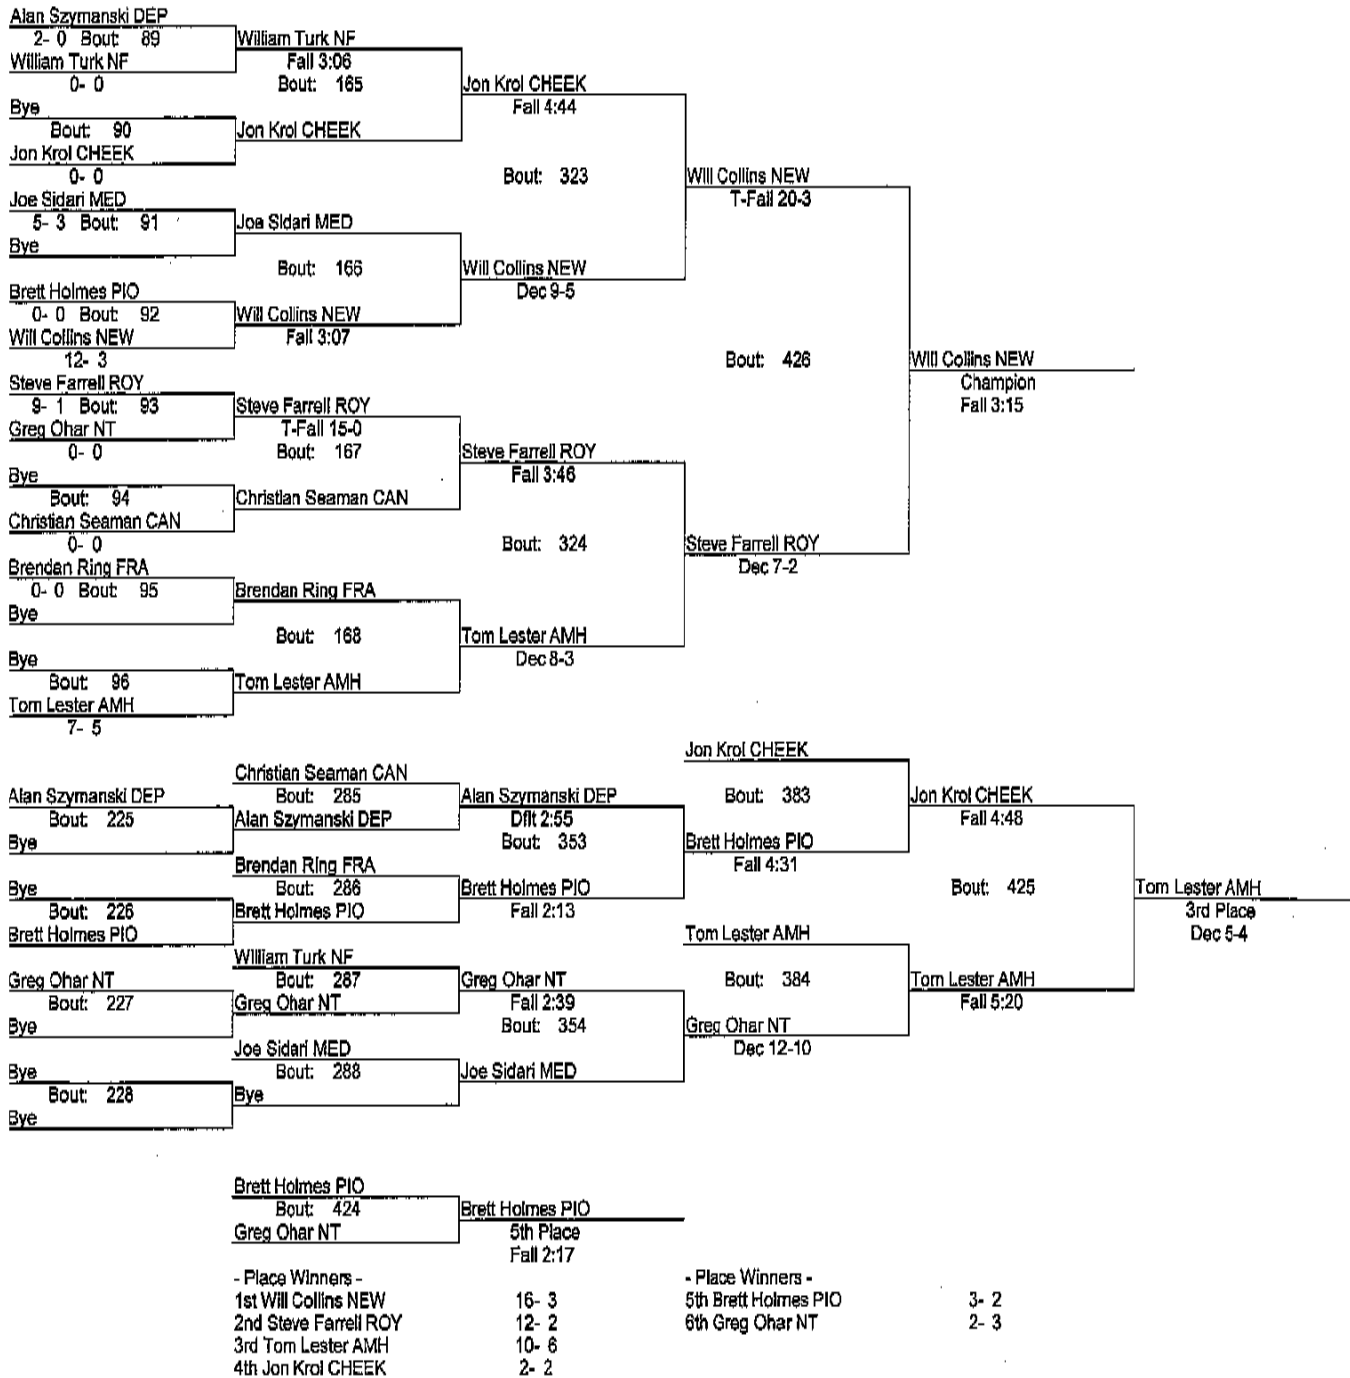 Alan Szymanski DEP
2- 0 Bout: 89
William Turk NF
0- 0
Bye
Bout: 90
Jon Krol CHEEK
0- 0
Joe Sidari MED
5- 3 Bout: 91
Bye
Brett Holmes PIO
0- 0 Bout: 92
Will Collins NEW
12- 3
Steve Farrell ROY
9- 1 Bout: 93
Greg Ohar NT
0- 0
Bye
Bout: 94
Christian Seaman CAN
0- 0
Brendan Ring FRA
0- 0 Bout: 95
Bye
Bye
Bout: 96
Tom Lester AMH
7- 5
William Turk NF
Fall 3:06
Bout: 165
Jon Krol CHEEK
Joe Sidari MED
Bout: 166
Will Collins NEW
Fall 3:07
Steve Farrell ROY
T-Fall 15-0
Bout: 167
Christian Seaman CAN
Brendan Ring FRA
Bout: 168
Tom Lester AMH
Jon Krol CHEEK
Fall 4:44
Bout: 323
Will Collins NEW
Dec 9-5
Steve Farrell ROY
Fall 3:46
Bout: 324
Tom Lester AMH
Dec 8-3
Will Collins NEW
T-Fall 20-3
Bout: 426
Steve Farrell ROY
Dec 7-2
Will Collins NEW
Champion
Fall 3:15
Alan Szymanski DEP
Bout: 225
Bye
Bye
Bout: 226
Brett Holmes PIO
Greg Ohar NT
Bout: 227
Bye
Bye
Bout: 228
Bye
Christian Seaman CAN
Bout: 285
Alan Szymanski DEP
Brendan Ring FRA
Bout: 286
Brett Holmes PIO
William Turk NF
Bout: 287
Greg Ohar NT
Joe Sidari MED
Bout: 288
Bye
Alan Szymanski DEP
Dflt 2:55
Bout: 353
Brett Holmes PIO
Fall 2:13
Greg Ohar NT
Fall 2:39
Bout: 354
Joe Sidari MED
Jon Krol CHEEK
Bout: 383
Brett Holmes PIO
Fall 4:31
Tom Lester AMH
Bout: 384
Greg Ohar NT
Dec 12-10
Jon Krol CHEEK
Fall 4:48
Bout: 425
Tom Lester AMH
Fall 5:20
Tom Lester AMH
3rd Place
Dec 5-4
Brett Holmes PIO
Bout: 424
Greg Ohar NT
Brett Holmes PIO
5th Place
Fall 2:17
- Place Winners -
1st Will Collins NEW 16- 3
2nd Steve Farrell ROY 12- 2
3rd Tom Lester AMH 10- 6
4th Jon Krol CHEEK 2- 2
- Place Winners -
5th Brett Holmes PIO 3- 2
6th Greg Ohar NT 2- 3